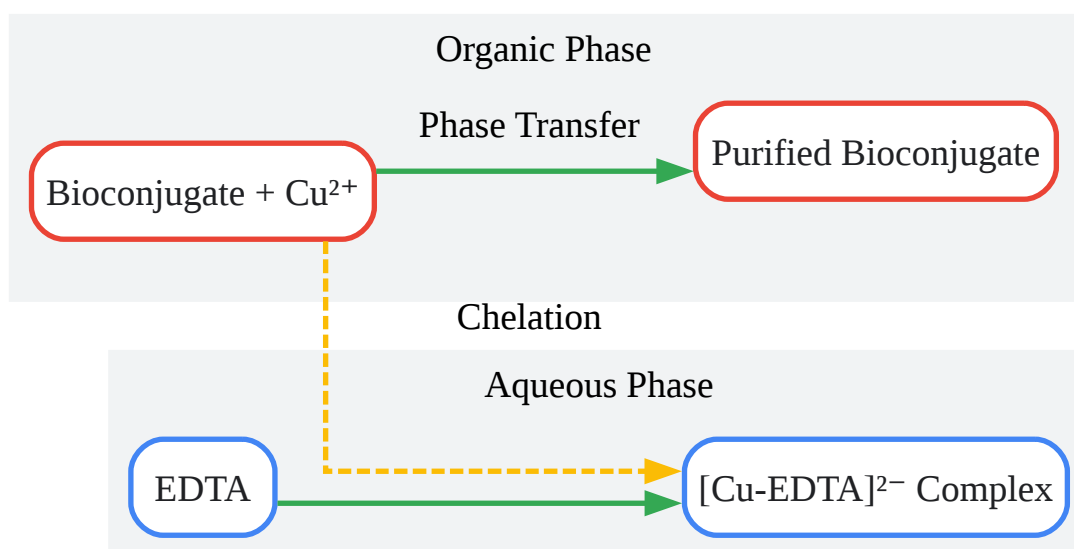 Organic Phase
Phase Transfer
Purified Bioconjugate
Bioconjugate + Cu²⁺
Chelation
Aqueous Phase
EDTA
[Cu-EDTA]²⁻ Complex